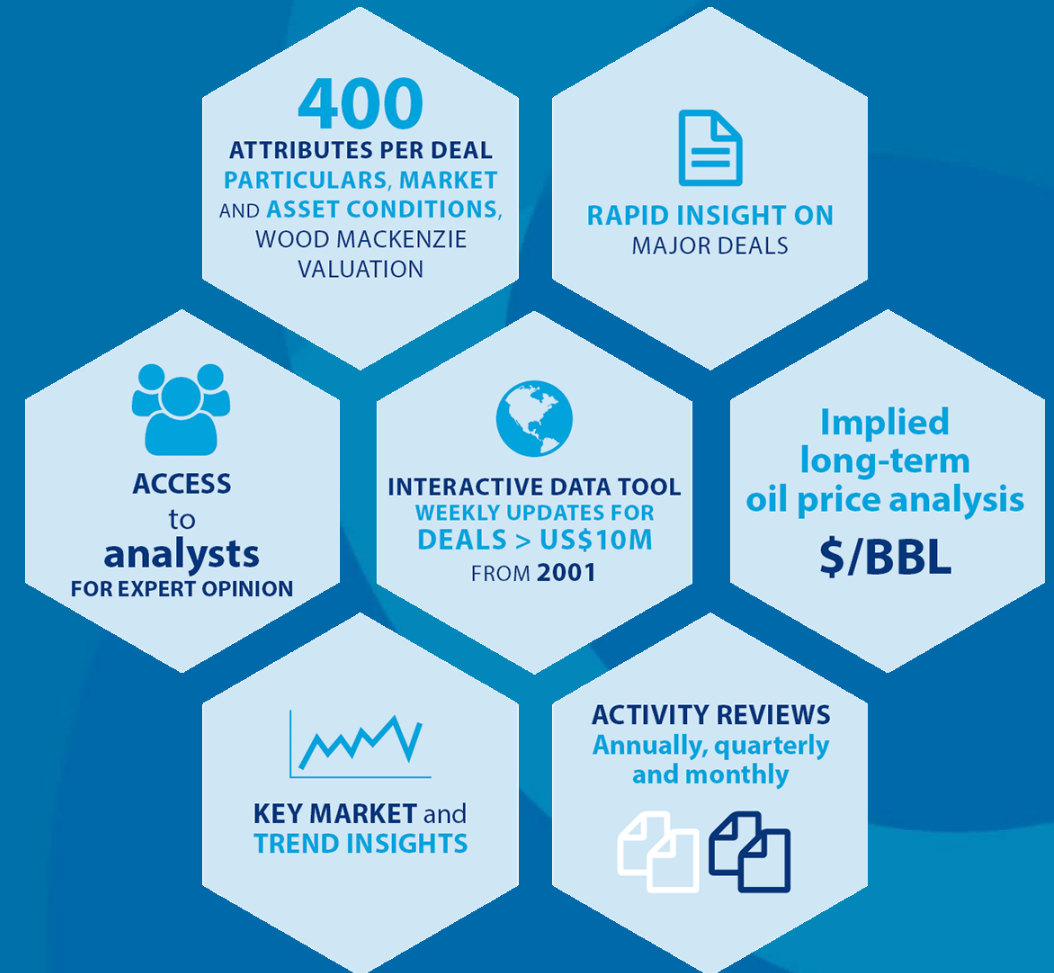 400
ATTRIBUTES PER DEAL
PARTICULARS, MARKET
AND ASSET CONDITIONS,
WOOD MACKENZIE
VALUATION
RAPID INSIGHT ON
MAJOR DEALS
ACCESS
to
analysts
FOR EXPERT OPINION
INTERACTIVE DATA TOOL
WEEKLY UPDATES FOR
DEALS > US$10M
FROM 2001
Implied
long-term
oil price analysis
$/BBL
KEY MARKET and
TREND INSIGHTS
ACTIVITY REVIEWS
Annually, quarterly
and monthly